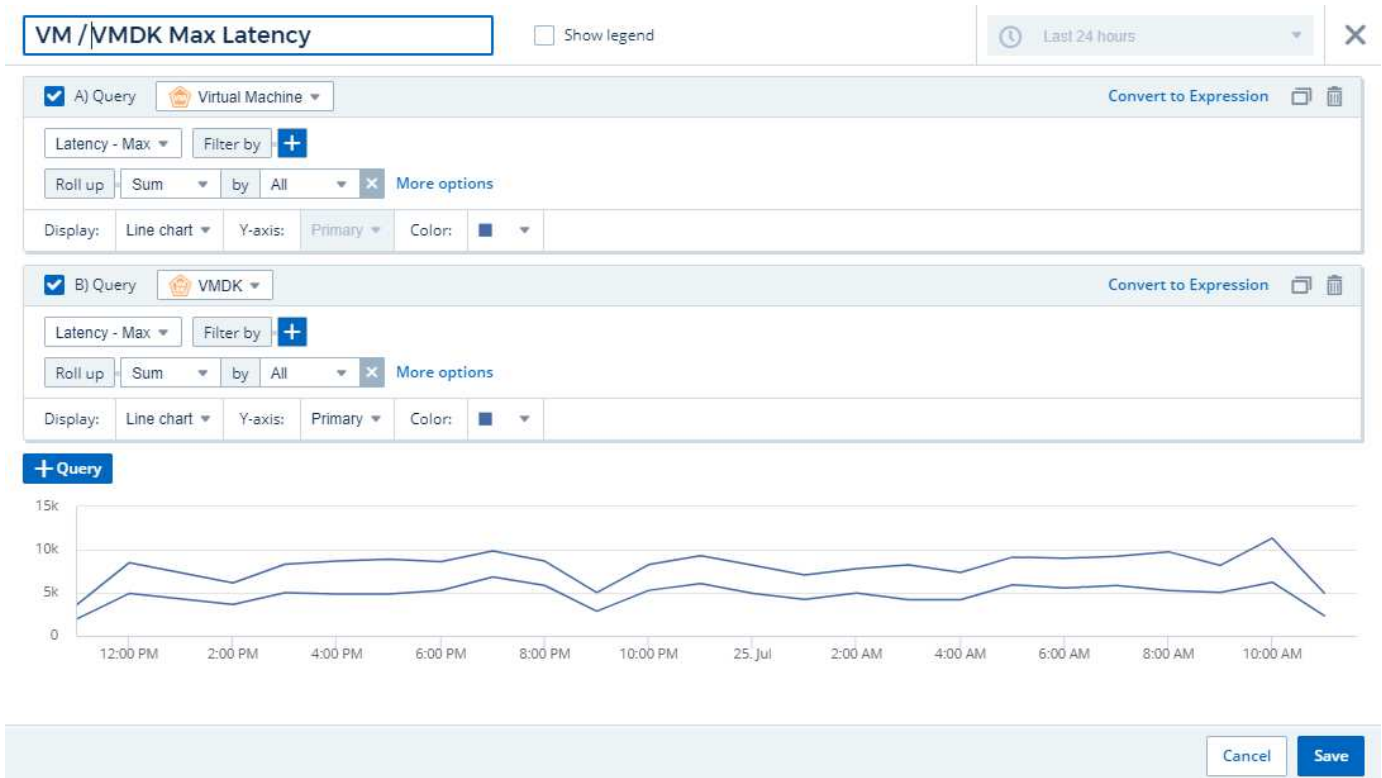 VM / VMDK Max Latency Show legend Last 24 hours
A) Query Virtual Machine Convert to Expression
Latency - Max Filter by +
Roll up Sum by All × More options
Display: Line chart Y-axis: Primary Color:
B) Query VMDK Convert to Expression
Latency - Max Filter by +
Roll up Sum by All × More options
Display: Line chart Y-axis: Primary Color:
+ Query
15k
10k
5k
0
12:00 PM 2:00 PM 4:00 PM 6:00 PM 8:00 PM 10:00 PM 25. Jul 2:00 AM 4:00 AM 6:00 AM 8:00 AM 10:00 AM
Cancel Save